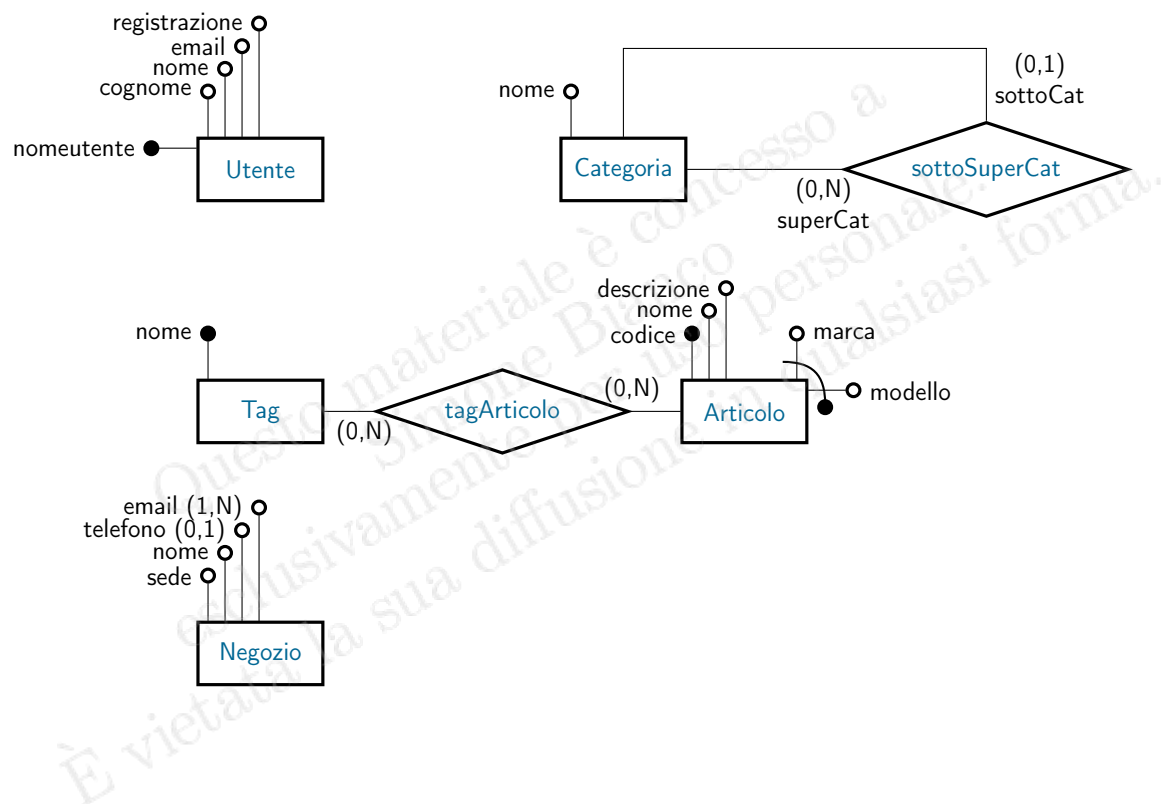 registrazione
email
nome
cognome
nomeutente
Utente
nome
Categoria
(0,1)
sottoCat
sottoSuperCat
(0,N)
superCat
nome
Tag
(0,N)
tagArticolo
(0,N)
descrizione
nome
codice
Articolo
marca
modello
email (1,N)
telefono (0,1)
nome
sede
Negozio
Questo materiale è concesso a
Simone Bianco
esclusivamente per uso personale.
È vietata la sua diffusione in qualsiasi forma.